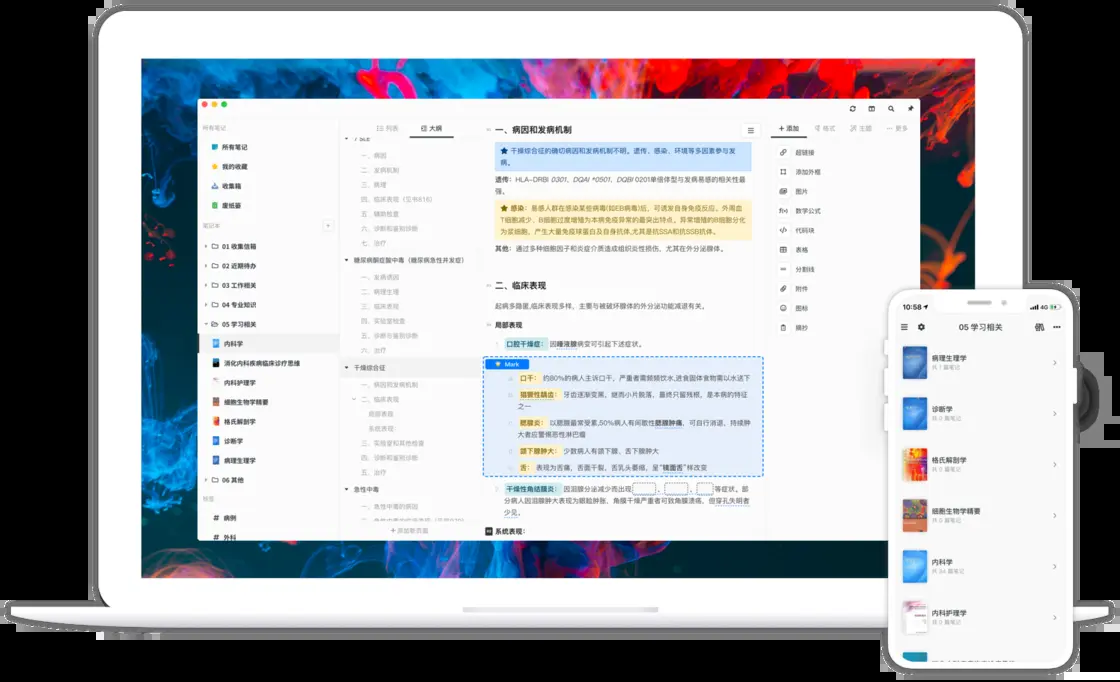 所有笔记
所有笔记
我的收藏
收集箱
废纸篓
笔记本
01 收集信箱
02 近期待办
03 工作相关
04 专业知识
05 学习相关
内科学
消化内科疾病临床诊疗思维
内科护理学
细胞生物学精要
格氏解剖学
诊断学
病理生理学
06 其他
标签
# 病例
# 外科
列表
大纲
7 SLE
一、病因
二、发病机制
三、病理
四、临床表现（见书816）
五、辅助检查
六、诊断和鉴别诊断
七、治疗
糖尿病酮症酸中毒（糖尿病急性并发症）
一、发病诱因
二、病理生理
三、临床表现
四、实验室检查
五、诊断与鉴别诊断
六、治疗
干燥综合征
一、病因和发病机制
二、临床表现
局部表现
系统表现：
三、实验室和其他检查
四、诊断和鉴别诊断
五、治疗
急性中毒
一、急性中毒的病因
+ 添加新页面
一、病因和发病机制
★ 干燥综合征的确切病因和发病机制不明。遗传、感染、环境等多因素参与发
病。
遗传：HLA-DRBI 0301、DQAI *0501、DQBI 0201单倍体型与发病易感的相关性最
强。
★ 感染：易感人群在感染某些病毒(如EB病毒)后，可诱发自身免疫反应。外周血
T细胞减少、B细胞过度增殖为本病免疫异常的最突出特点。异常增殖的B细胞分化
为浆细胞，产生大量免疫球蛋白及自身抗体,尤其是抗SSA和抗SSB抗体。
其他：通过多种细胞因子和炎症介质造成组织炎性损伤，尤其在外分泌腺体。
二、临床表现
起病多隐匿,临床表现多样，主要与被破坏腺体的外分泌功能减退有关。
局部表现
口腔干燥症：因唾液腺病变可引起下述症状。
Mark
口干：约80%的病人主诉口干，严重者需频频饮水,进食固体食物需以水送下
猖獗性龋齿：牙齿逐渐变黑，继而小片脱落，最终只留残根，是本病的特征
之一
腮腺炎：以腮腺最常受累,50%病人有间歇性腮腺肿痛，可自行消退，持续肿
大者应警惕恶性淋巴瘤
颌下腺肿大：少数病人有颌下腺、舌下腺肿大
舌：表现为舌痛，舌面干裂，舌乳头萎缩，呈“镜面舌”样改变
干燥性角结膜炎：因泪腺分泌减少而出现 、 、 等症状。部
分病人因泪腺肿大表现为眼睑肿胀，角膜干燥严重者可致角膜溃疡，但穿孔失明者
少见。
系统表现：
+ 添加
格式
主题
更多
超链接
添加外框
图片
f(x) 数学公式
代码块
表格
分割线
附件
图标
摘抄
10:58
4G
05 学习相关
病理生理学
共 1 篇笔记
诊断学
格氏解剖学
细胞生物学精要
内科学
共 34 篇笔记
内科护理学
共 3 篇笔记